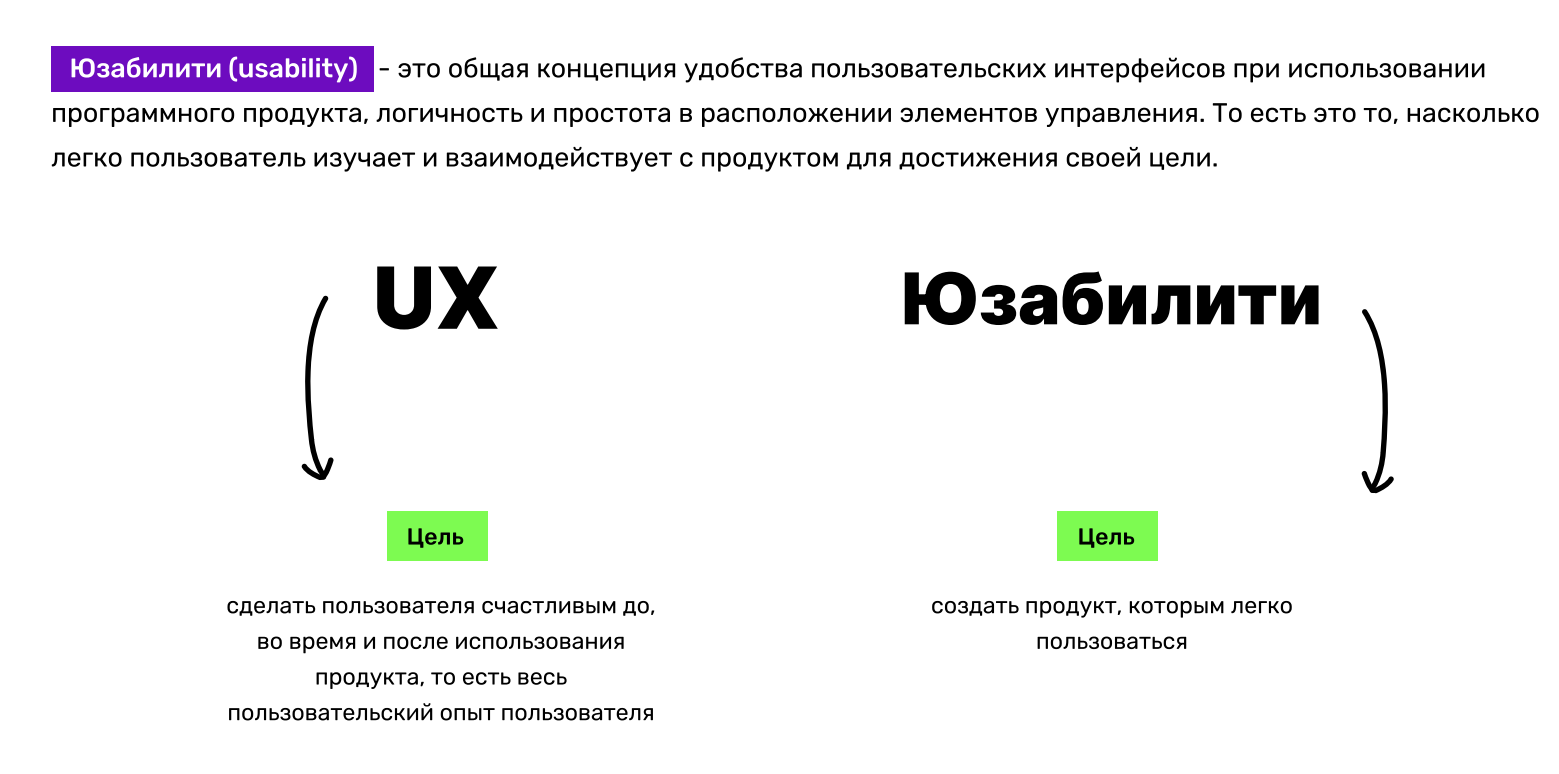 Юзабилити (usability) - это общая концепция удобства пользовательских интерфейсов при использовании
программного продукта, логичность и простота в расположении элементов управления. То есть это то, насколько
легко пользователь изучает и взаимодействует с продуктом для достижения своей цели.
UX
Юзабилити
Цель
сделать пользователя счастливым до,
во время и после использования
продукта, то есть весь
пользовательский опыт пользователя
Цель
создать продукт, которым легко
пользоваться